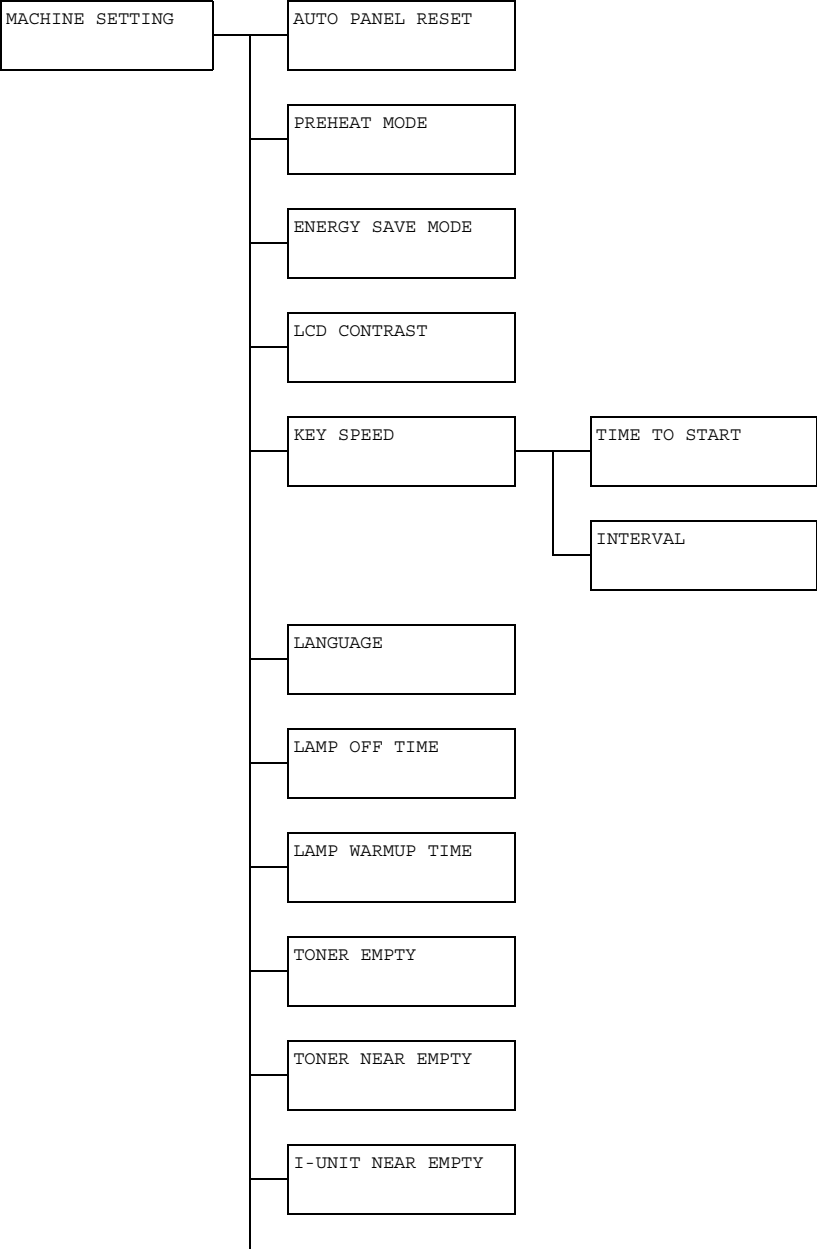 MACHINE SETTING
AUTO PANEL RESET
PREHEAT MODE
ENERGY SAVE MODE
LCD CONTRAST
KEY SPEED
TIME TO START
INTERVAL
LANGUAGE
LAMP OFF TIME
LAMP WARMUP TIME
TONER EMPTY
TONER NEAR EMPTY
I-UNIT NEAR EMPTY